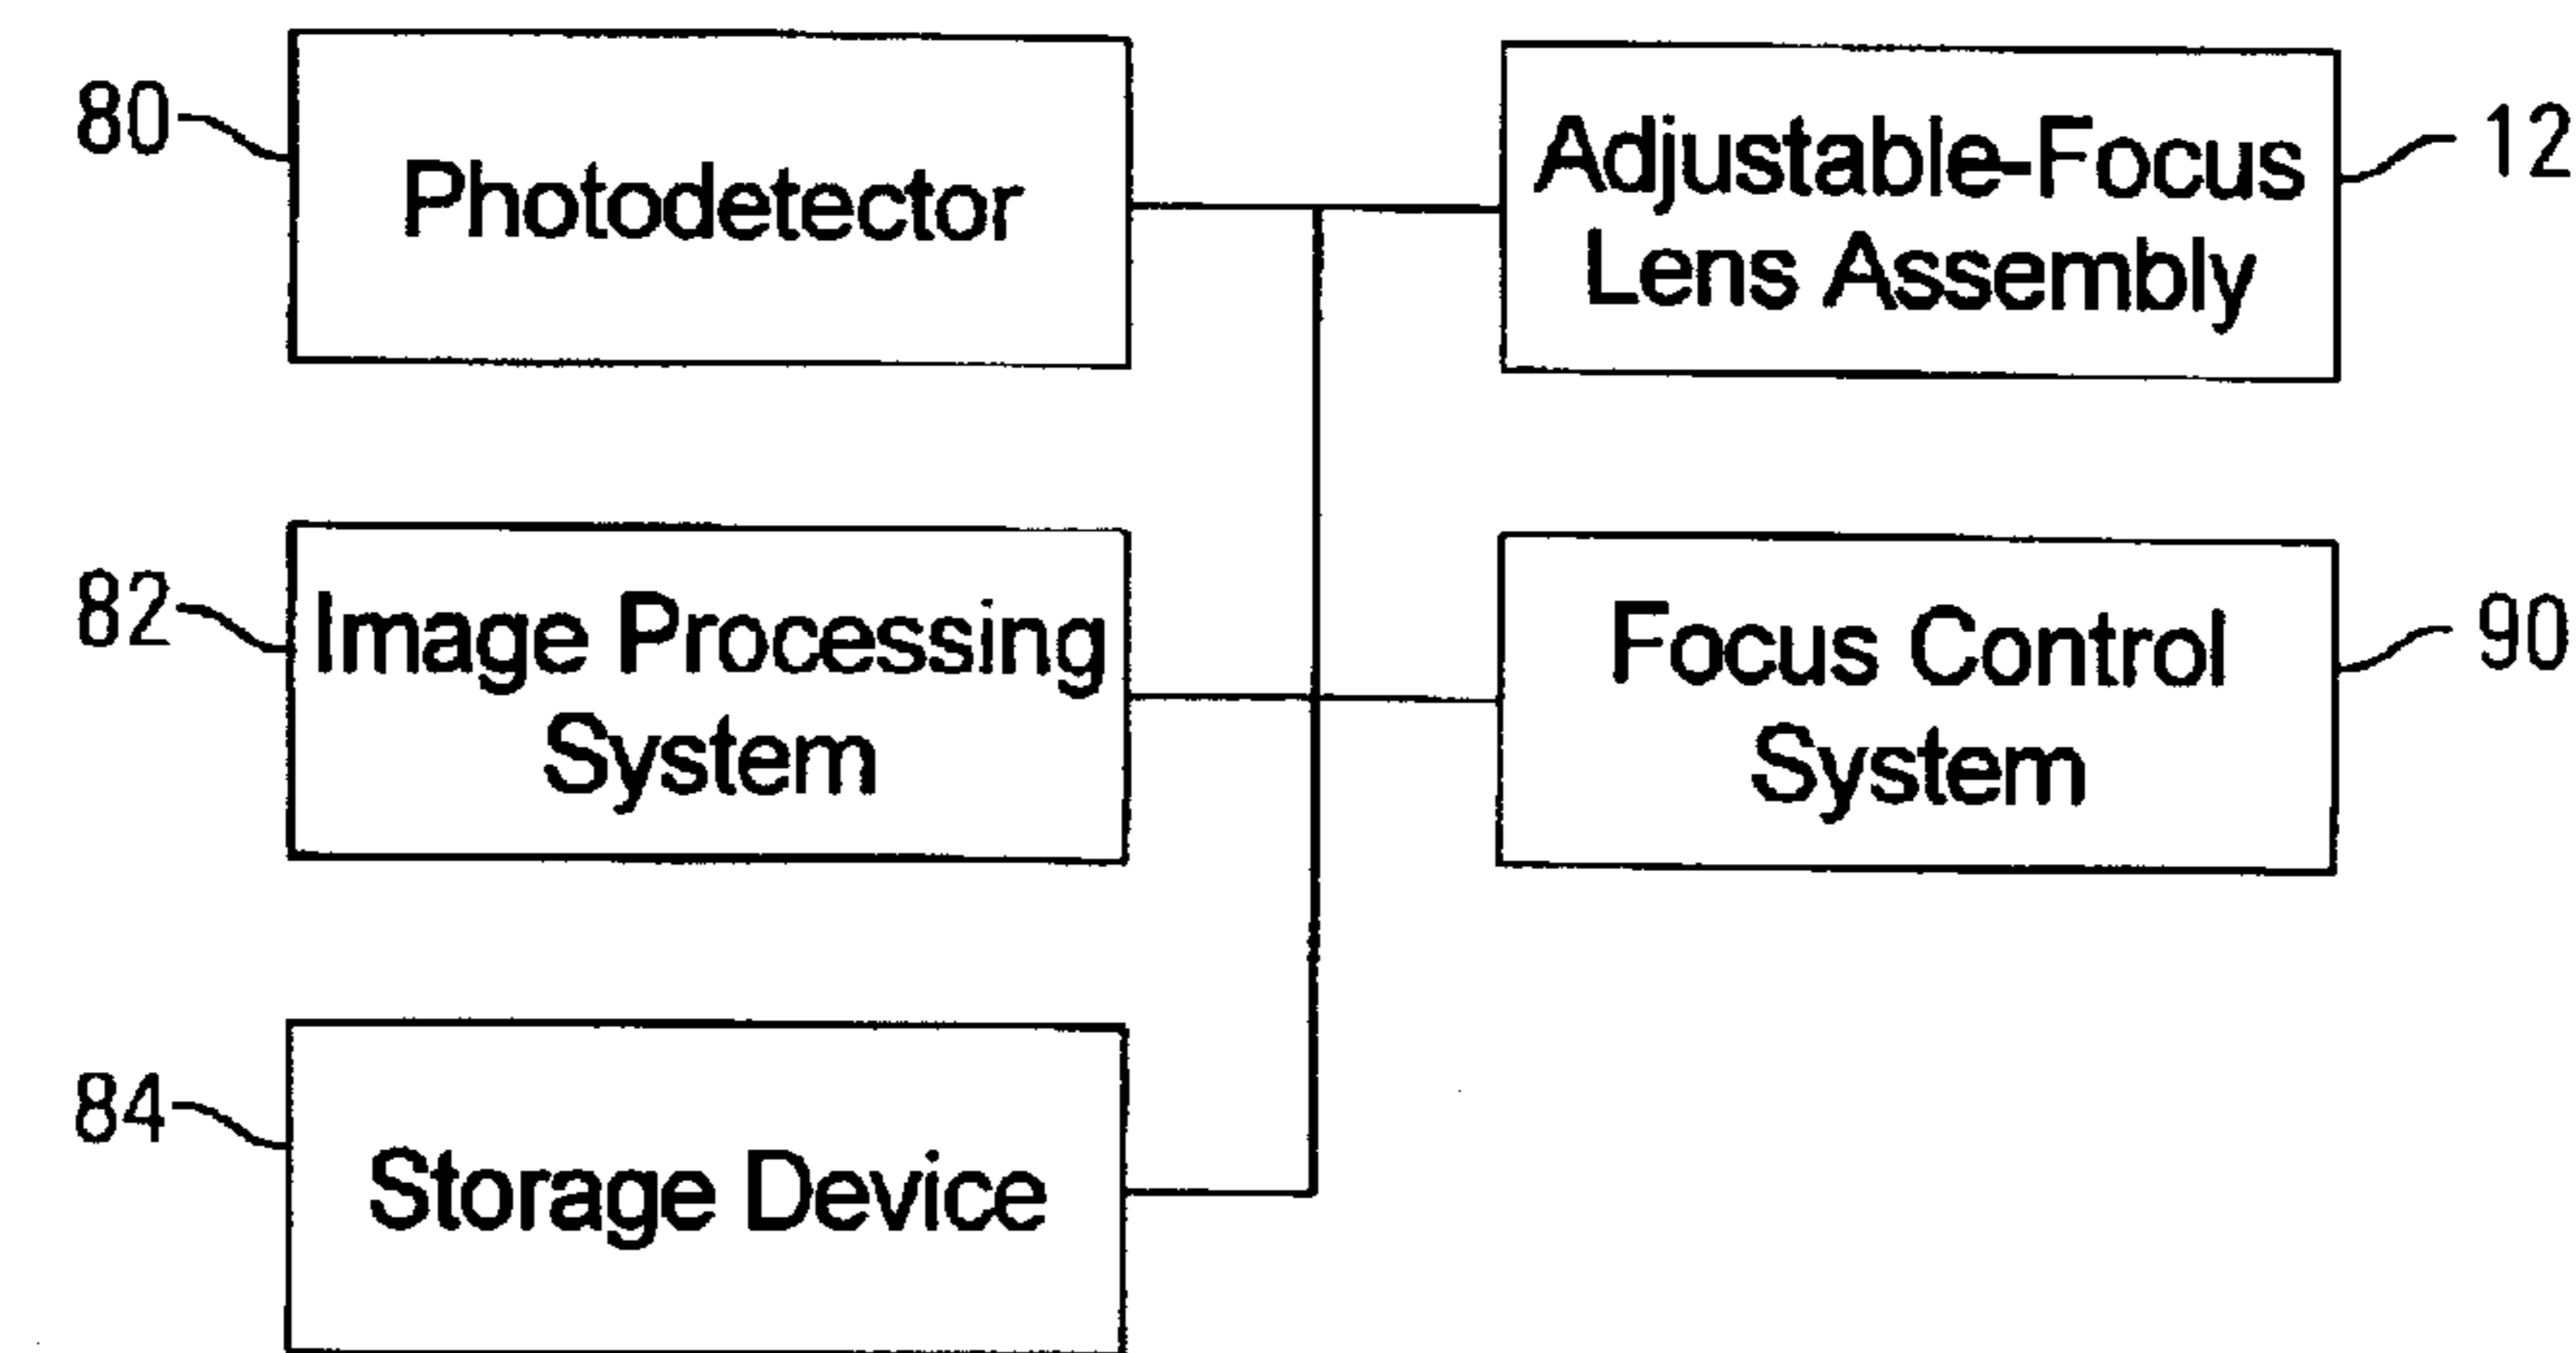 80
Photodetector
Adjustable-Focus
Lens Assembly
12
82
Image Processing
System
Focus Control
System
90
84
Storage Device